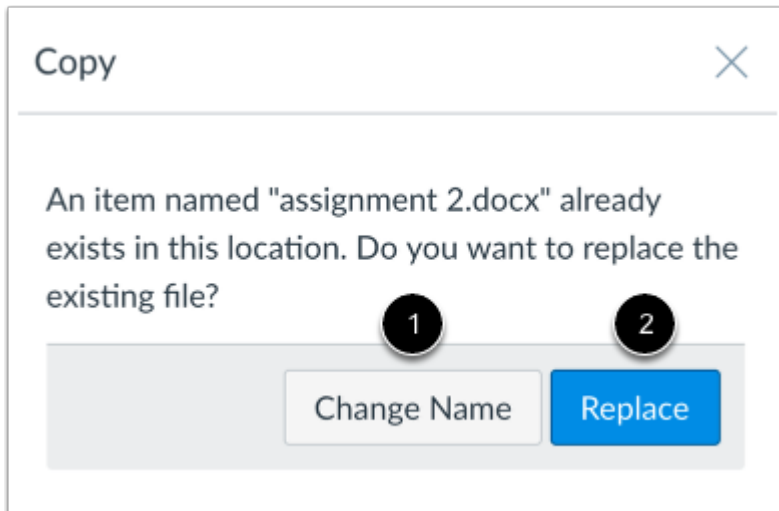 Copy
An item named "assignment 2.docx" already
exists in this location. Do you want to replace the
existing file?
1
2
Change Name
Replace